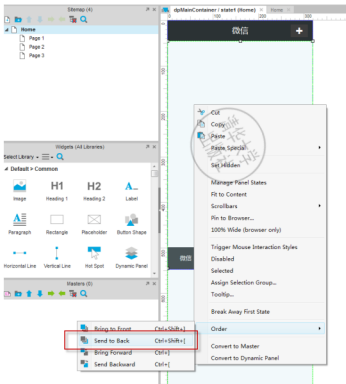 Sitemap (4)
dpMainContainer / state1 (Home)
Home
0
100
200
300
Home
Page 1
Page 2
Page 3
微信
+
100
200
300
400
500
600
Widgets (All Libraries)
Select Library
Default > Common
Image
Heading 1
Heading 2
Label
H1
H2
A_
Paragraph
Rectangle
Placeholder
Button Shape
Horizontal Line
Vertical Line
Hot Spot
Dynamic Panel
Masters (0)
微信
Cut
Copy
Paste
Paste Special
Set Hidden
Manage Panel States
Fit to Content
Scrollbars
Pin to Browser...
100% Wide (browser only)
Trigger Mouse Interaction Styles
Disabled
Selected
Assign Selection Group...
Tooltip...
Break Away First State
Order
Convert to Master
Convert to Dynamic Panel
Bring to Front Ctrl+Shift+]
Send to Back Ctrl+Shift+[
Bring Forward Ctrl+]
Send Backward Ctrl+[